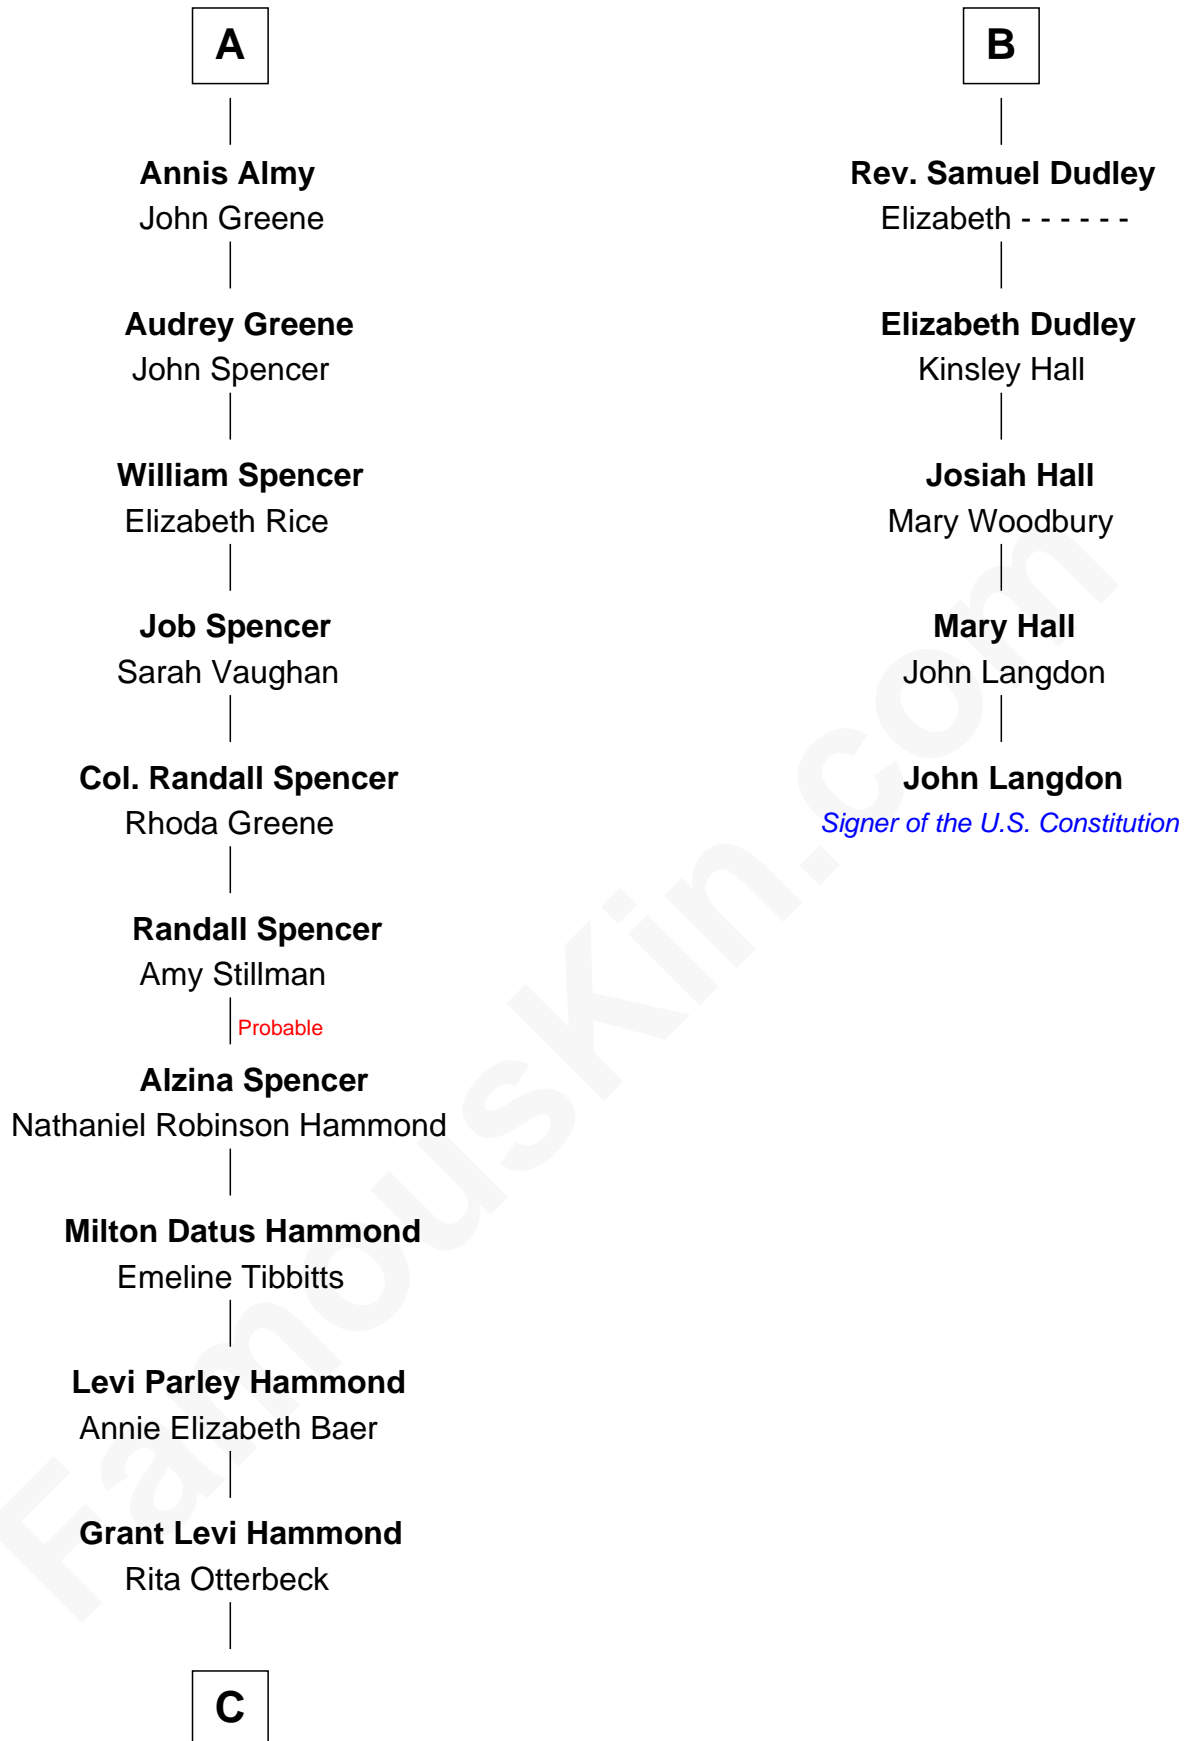 A
Annis Almy
John Greene
Audrey Greene
John Spencer
William Spencer
Elizabeth Rice
Job Spencer
Sarah Vaughan
Col. Randall Spencer
Rhoda Greene
Randall Spencer
Amy Stillman
Probable
Alzina Spencer
Nathaniel Robinson Hammond
Milton Datus Hammond
Emeline Tibbitts
Levi Parley Hammond
Annie Elizabeth Baer
Grant Levi Hammond
Rita Otterbeck
C
B
Rev. Samuel Dudley
Elizabeth - - - - - -
Elizabeth Dudley
Kinsley Hall
Josiah Hall
Mary Woodbury
Mary Hall
John Langdon
John Langdon
Signer of the U.S. Constitution
FamousKin.com